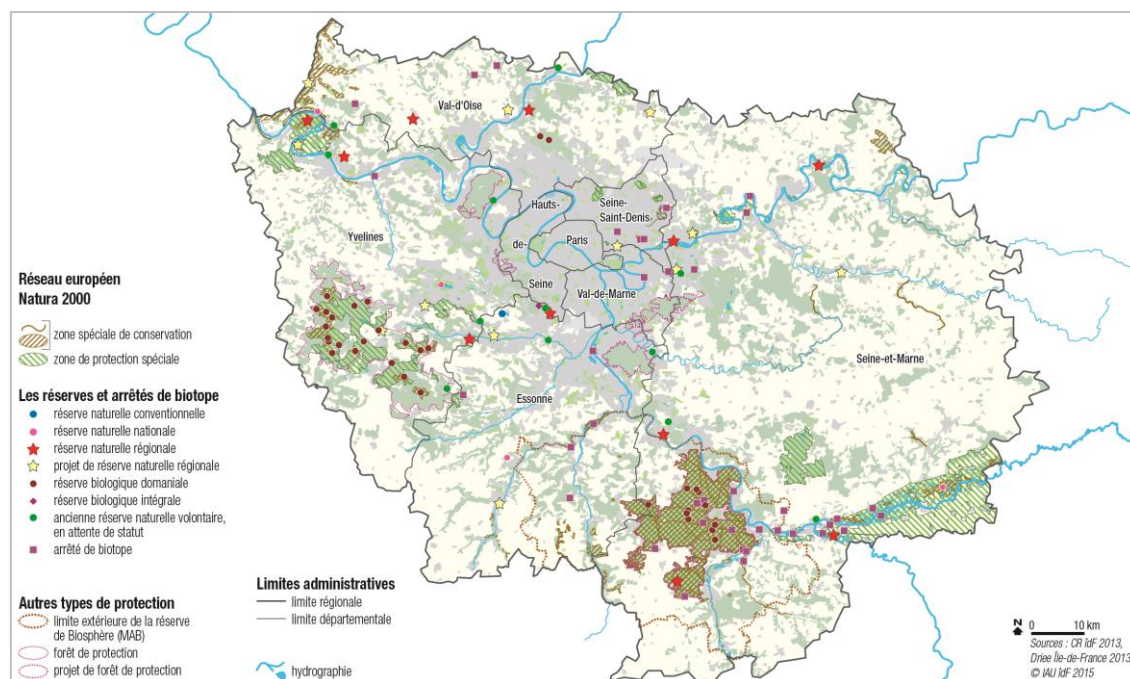 Val-d'Oise
Hauts-
Seine-
Saint-Denis
Paris
de-
Yvelines
Seine
Val-de-Marne
Seine-et-Marne
Essonne
Réseau européen
Natura 2000
zone spéciale de conservation
zone de protection spéciale
Les réserves et arrêtés de biotope
réserve naturelle conventionnelle
réserve naturelle nationale
réserve naturelle régionale
projet de réserve naturelle régionale
réserve biologique domaniale
réserve biologique intégrale
ancienne réserve naturelle volontaire,
en attente de statut
arrêté de biotope
Autres types de protection
limite extérieure de la réserve
de Biosphère (MAB)
forêt de protection
projet de forêt de protection
Limites administratives
limite régionale
limite départementale
hydrographie
N
0 10 km
Sources : CR îdF 2013,
Driee Île-de-France 2013
© IAU îdF 2015